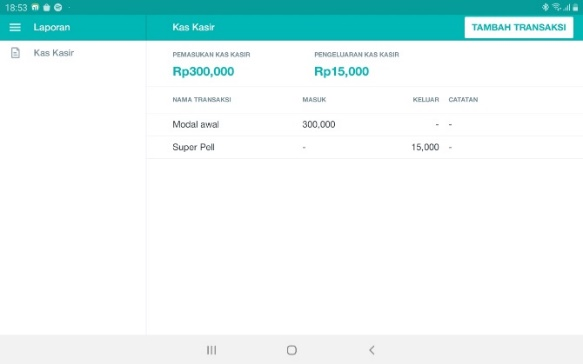 18:53
Laporan
Kas Kasir
TAMBAH TRANSAKSI
Kas Kasir
PEMASUKAN KAS KASIR
PENGELUARAN KAS KASIR
Rp300,000
Rp15,000
NAMA TRANSAKSI MASUK KELUAR CATATAN
Modal awal 300,000 - -
Super Pell - 15,000 -